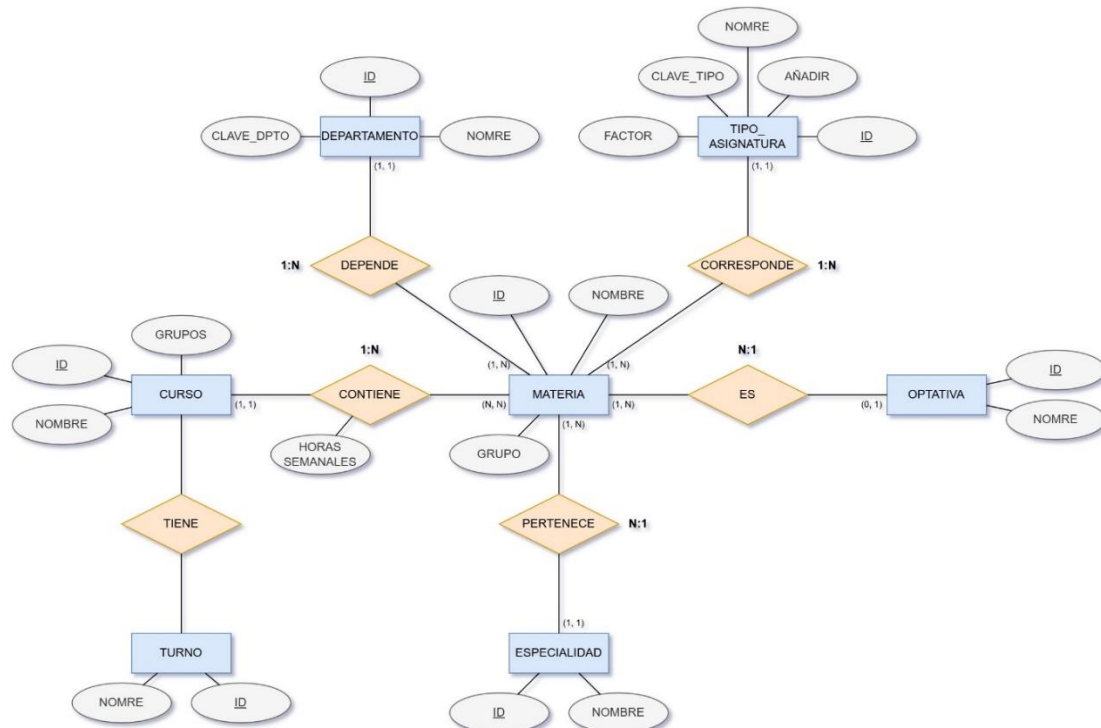 NOMRE
ID
CLAVE_TIPO
AÑADIR
CLAVE_DPTO
DEPARTAMENTO
NOMRE
FACTOR
TIPO_
ASIGNATURA
ID
(1, 1)
(1, 1)
1:N
DEPENDE
CORRESPONDE
1:N
ID
NOMBRE
GRUPOS
1:N
N:1
ID
(1, N)
(1, N)
ID
CURSO
(1, 1)
CONTIENE
(N, N)
MATERIA
(1, N)
ES
(0, 1)
OPTATIVA
NOMBRE
NOMRE
(1, N)
HORAS
SEMANALES
GRUPO
TIENE
PERTENECE
N:1
(1, 1)
TURNO
ESPECIALIDAD
NOMRE
ID
ID
NOMBRE